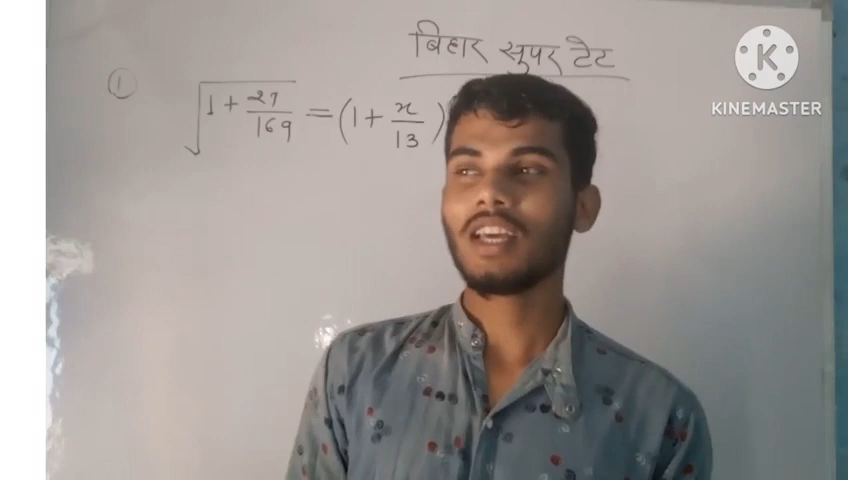 बिहार सुपर टेट
① √(1 + 27/169) = (1 + x/13)
KINEMASTER